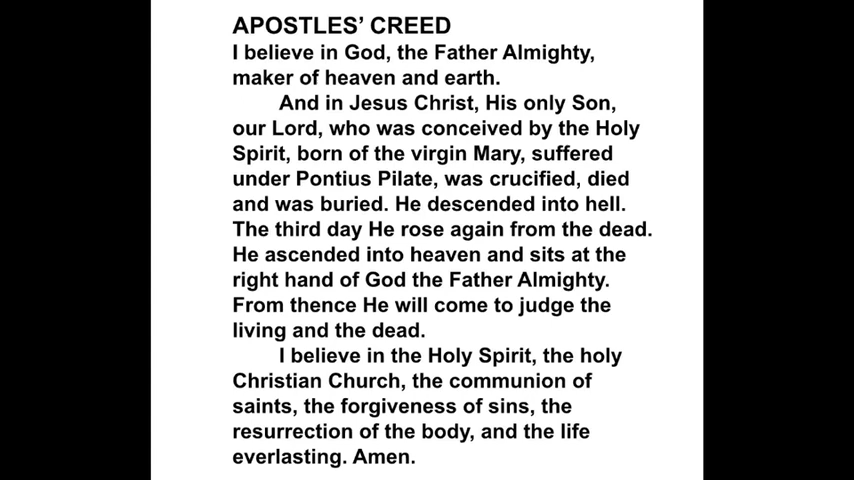 APOSTLES’ CREED
I believe in God, the Father Almighty,
maker of heaven and earth.
And in Jesus Christ, His only Son,
our Lord, who was conceived by the Holy
Spirit, born of the virgin Mary, suffered
under Pontius Pilate, was crucified, died
and was buried. He descended into hell.
The third day He rose again from the dead.
He ascended into heaven and sits at the
right hand of God the Father Almighty.
From thence He will come to judge the
living and the dead.
I believe in the Holy Spirit, the holy
Christian Church, the communion of
saints, the forgiveness of sins, the
resurrection of the body, and the life
everlasting. Amen.